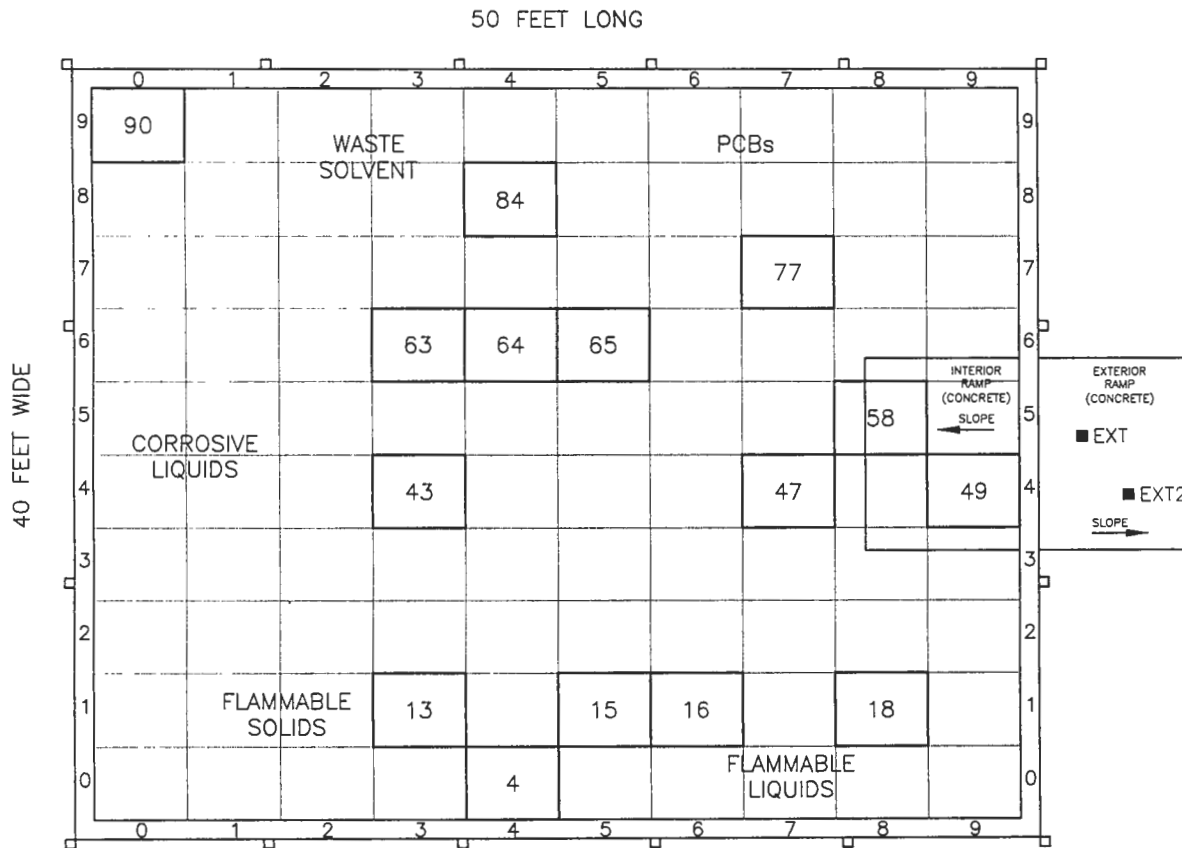 50 FEET LONG
0 1 2 3 4 5 6 7 8 9
9 90 WASTE PCBs 9
SOLVENT
8 84 8
7 77 7
6 63 64 65 6
40 FEET WIDE
INTERIOR EXTERIOR
RAMP RAMP
(CONCRETE) (CONCRETE)
5 58 SLOPE 5 EXT
CORROSIVE
LIQUIDS
4 43 47 49 4 EXT2
SLOPE
3 3
2 2
FLAMMABLE
SOLIDS
1 13 15 16 18 1
FLAMMABLE
LIQUIDS
0 4 0
0 1 2 3 4 5 6 7 8 9